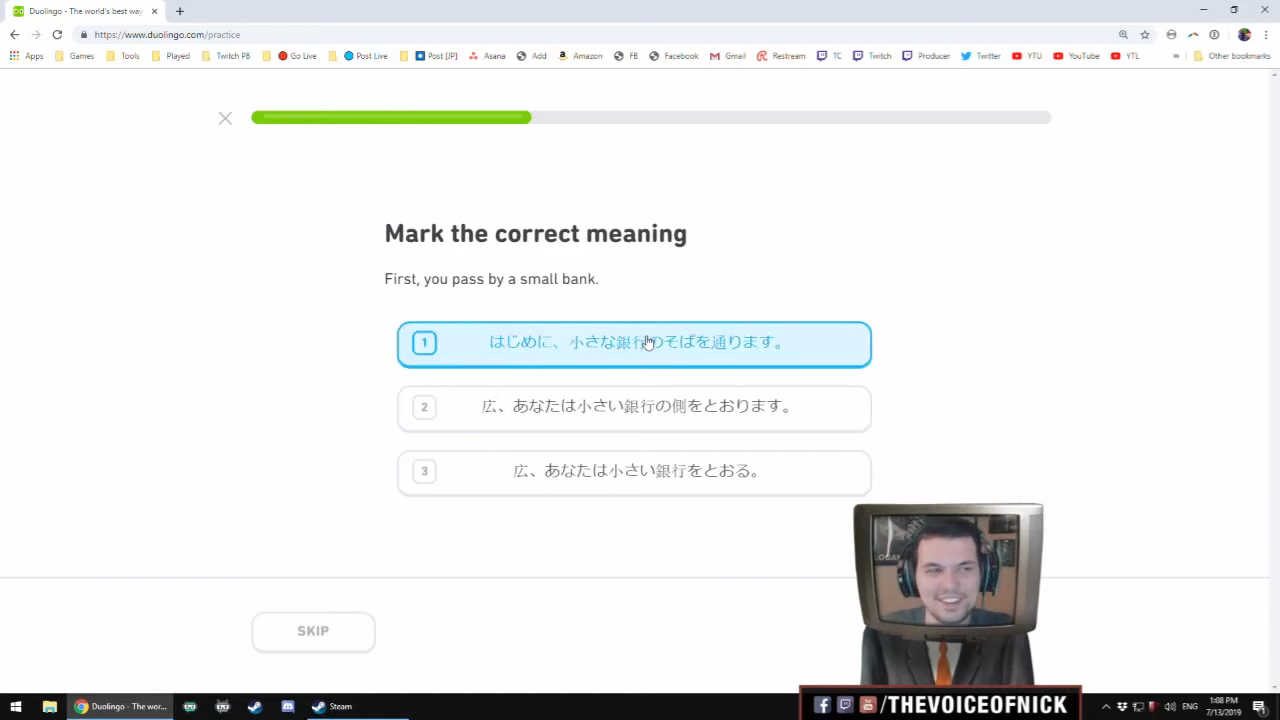 Duolingo - The world's best way
https://www.duolingo.com/practice
Apps Games Tools Played Twitch PB Go Live Post Live Post [JP] Asana Add Amazon FB Facebook Gmail Restream TC Twitch Producer Twitter YTU YouTube YTL » Other bookmarks
Mark the correct meaning
First, you pass by a small bank.
1 はじめに、小さな銀行のそばを通ります。
2 広、あなたは小さい銀行の側をとおります。
3 広、あなたは小さい銀行をとおる。
SKIP
/THEVOICEOFNICK
Duolingo - The wor... Steam ENG 1:08 PM
7/13/2019